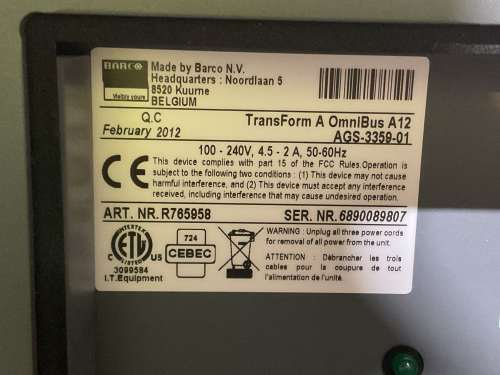 BARCO
Visibly yours
Made by Barco N.V.
Headquarters : Noordlaan 5
8520 Kuurne
BELGIUM
Q.C
February 2012
TransForm A OmniBus A12
AGS-3359-01
100 - 240V, 4.5 - 2 A, 50-60Hz
CE
This device complies with part 15 of the FCC Rules.Operation is
subject to the following two conditions : (1) This device may not cause
harmful interference, and (2) This device must accept any interference
received, including interference that may cause undesired operation.
ART. NR.R765958
SER. NR.6890089807
INTERTEK
ETL
LISTED
C US
3099584
I.T.Equipment
724
CEBEC
WARNING : Unplug all three power cords
for removal of all power from the unit.
ATTENTION : Débrancher les trois
cables pour la coupure de tout
l'alimentation de l'unité.